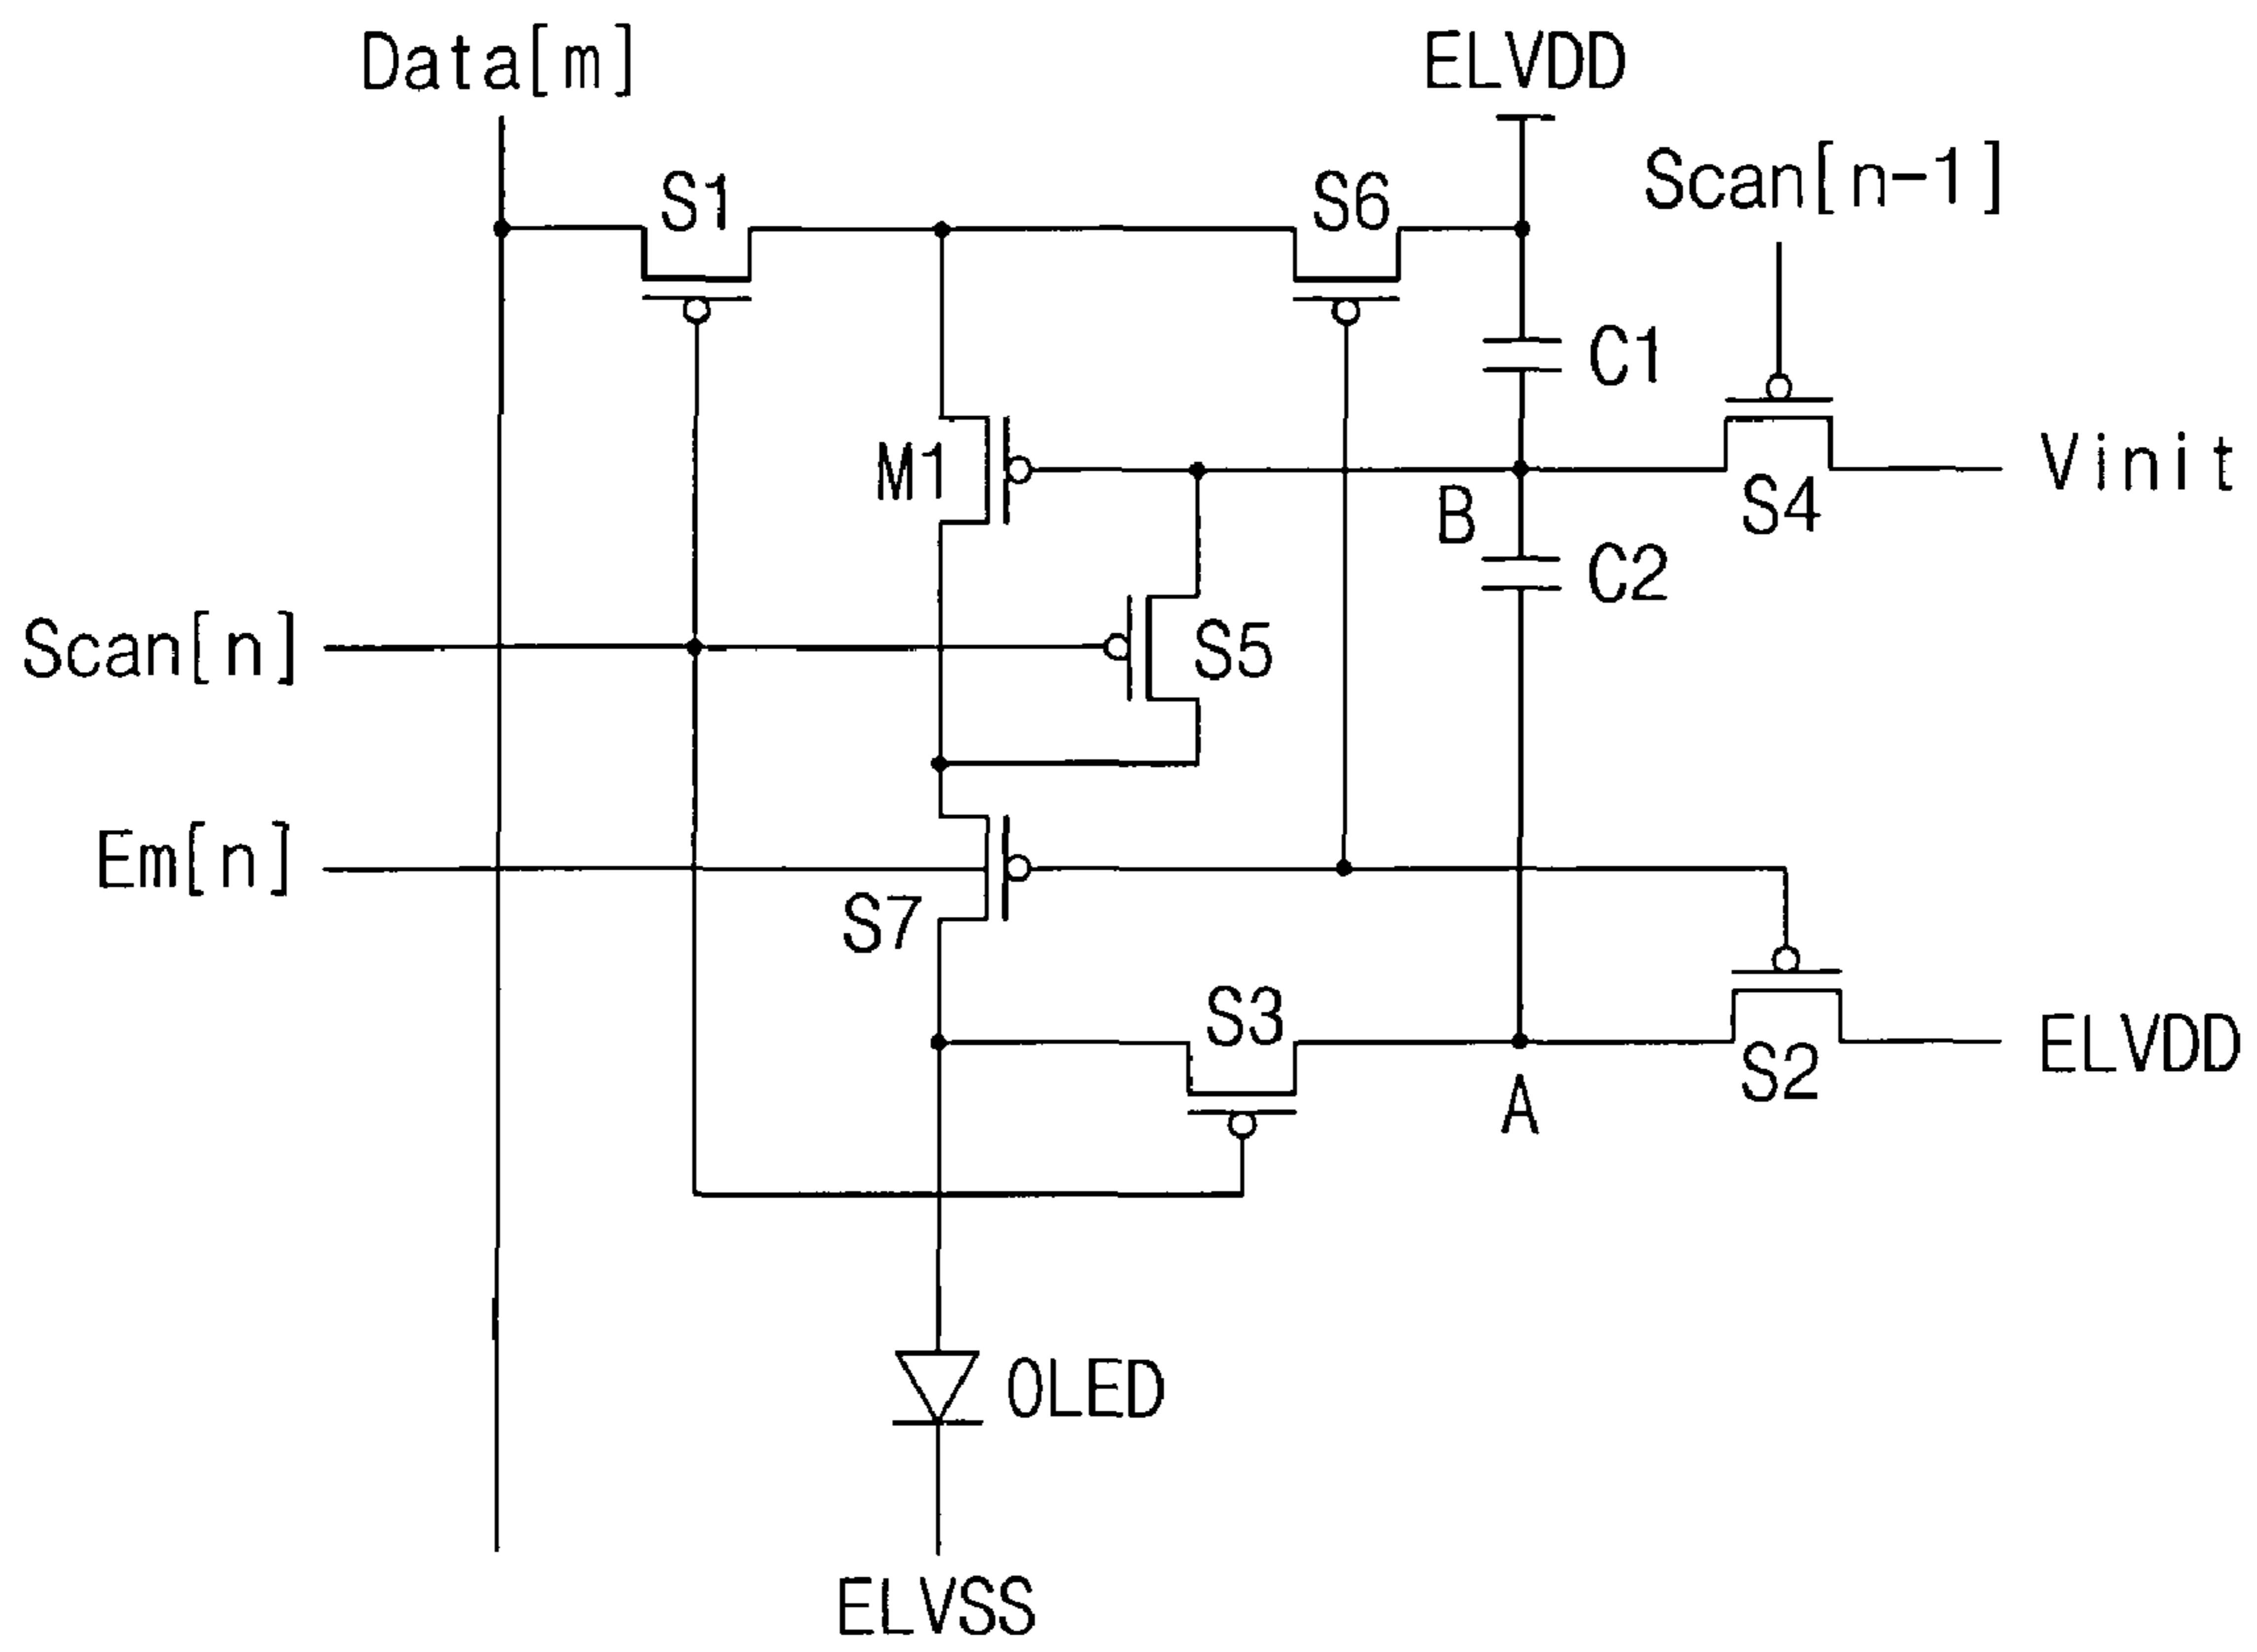 Data[m]
ELVDD
Scan[n-1]
S1
S6
C1
M1
B
S4
Vinit
C2
Scan[n]
S5
Em[n]
S7
S3
S2
ELVDD
A
OLED
ELVSS